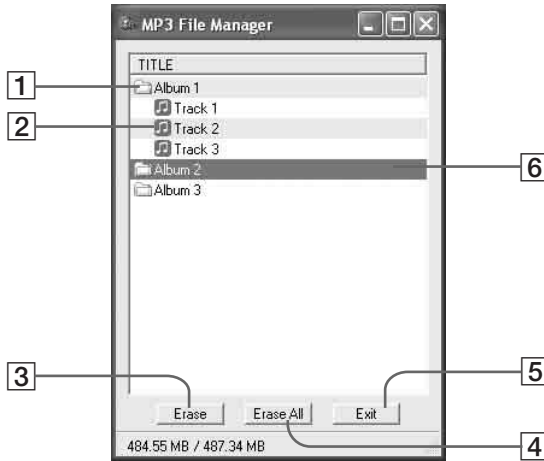 MP3 File Manager
TITLE
1
Album 1
Track 1
2
Track 2
Track 3
Album 2
6
Album 3
3
5
Erase
Erase All
Exit
484.55 MB / 487.34 MB
4